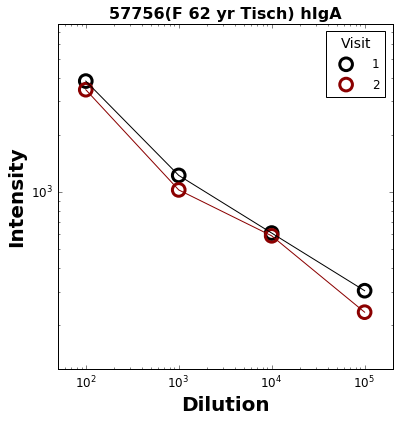 57756(F 62 yr Tisch) hIgA
Visit
1
2
Intensity
10³
10² 10³ 10⁴ 10⁵
Dilution